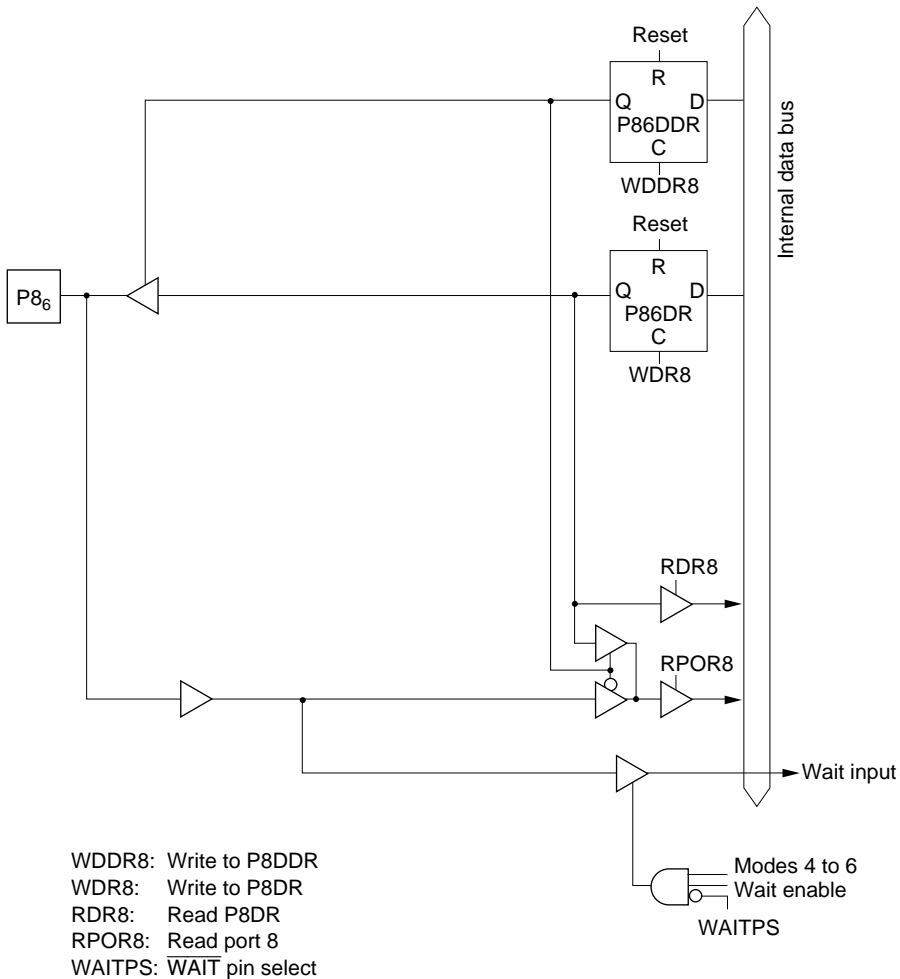 Reset
R
Q D
P86DDR
C
WDDR8
Internal data bus
Reset
R
Q D
P86DR
C
WDR8
P8₆
RDR8
RPOR8
Wait input
Modes 4 to 6
Wait enable
WAITPS
WDDR8: Write to P8DDR
WDR8: Write to P8DR
RDR8: Read P8DR
RPOR8: Read port 8
WAITPS: W̅A̅I̅T̅ pin select